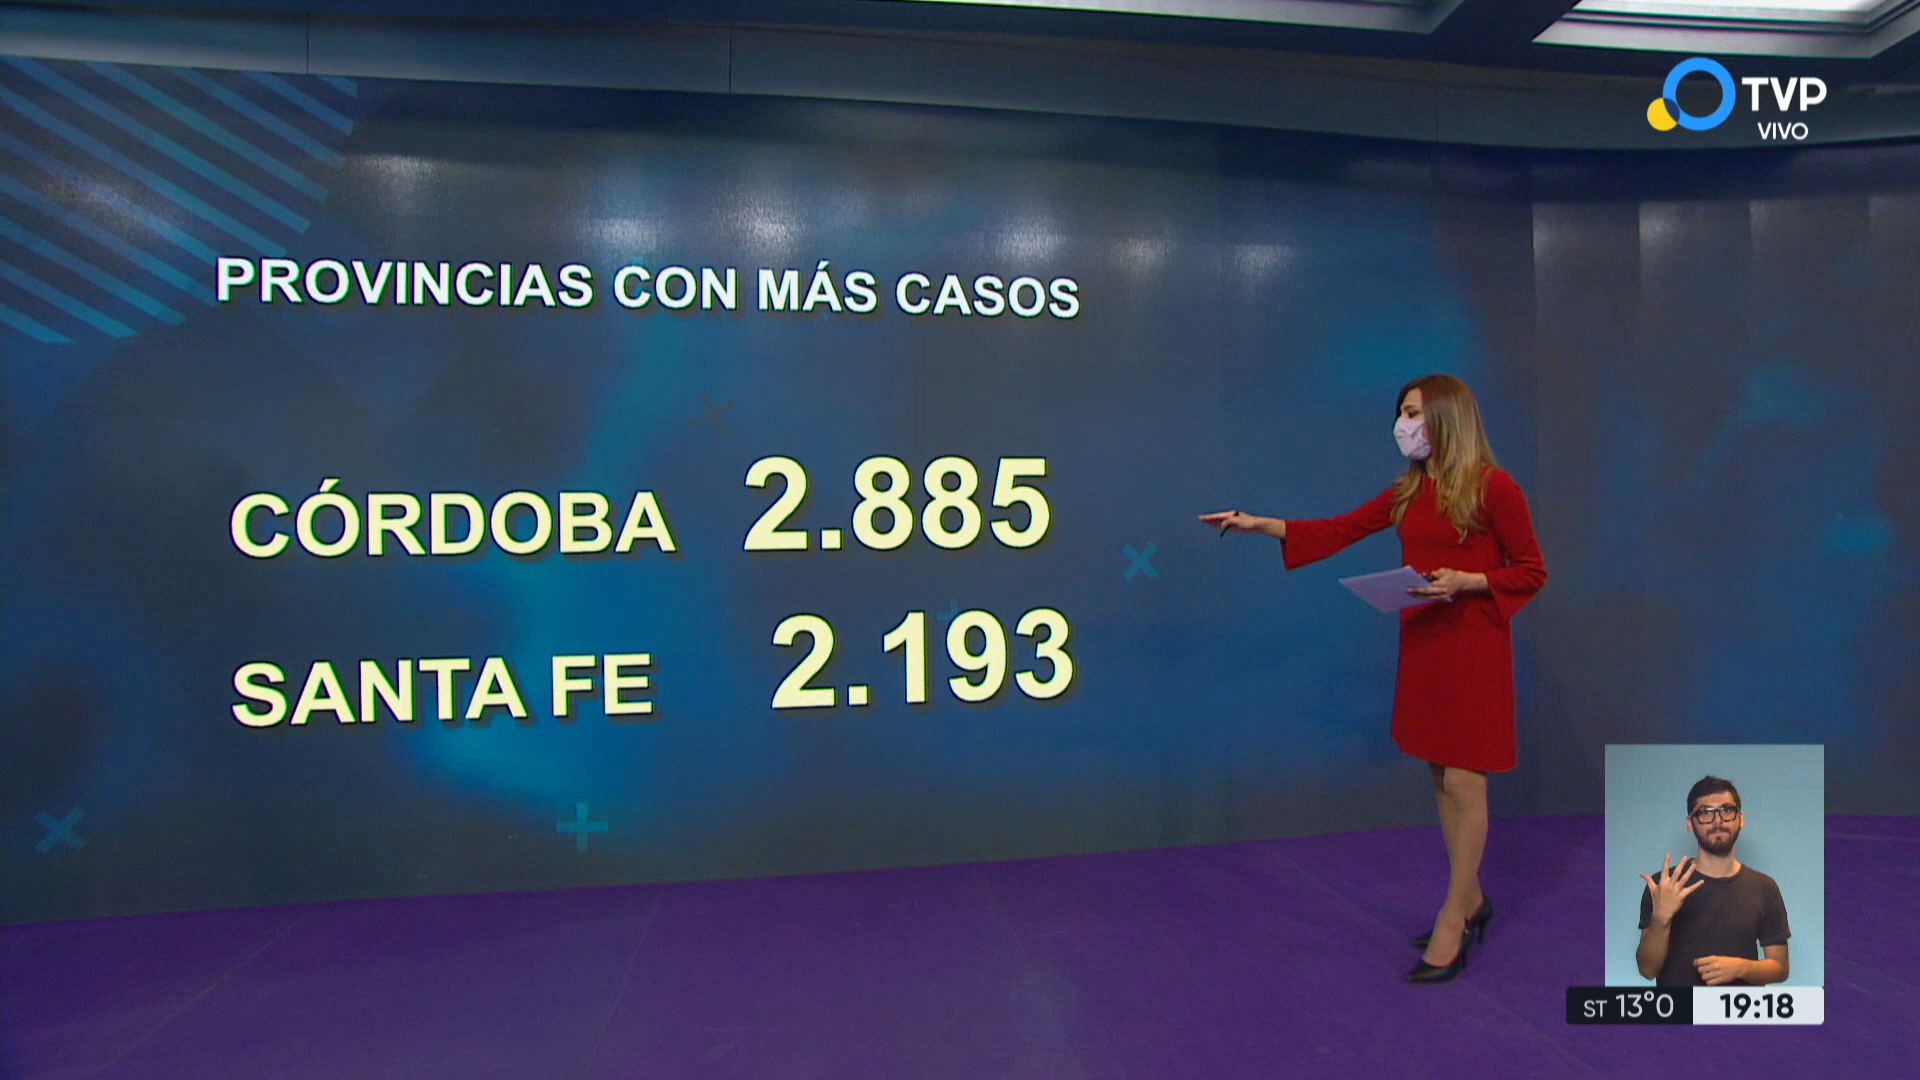 TVP
VIVO
PROVINCIAS CON MÁS CASOS
CÓRDOBA 2.885
SANTA FE 2.193
ST 13°0 19:18